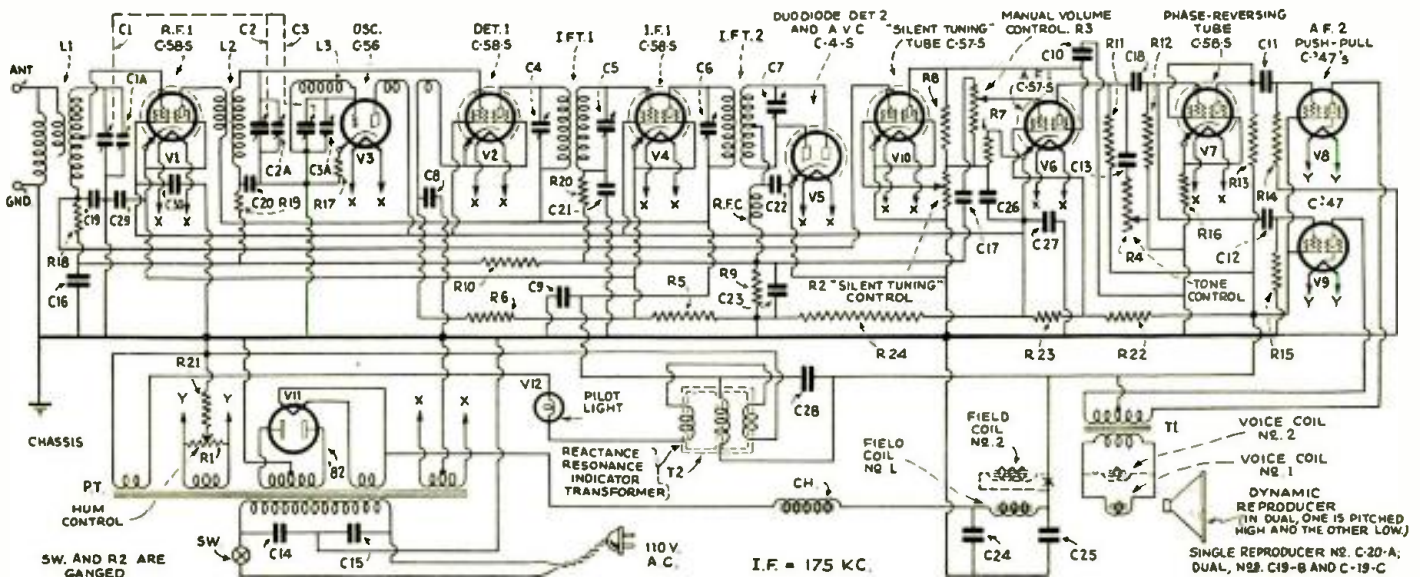 C1
C2
C3
R.F.1
C-58-S
OSC.
C-56
DET.1
C-58-S
I.F.T.1
I.F.1
C-58-S
I.F.T.2
DUODIODE DET 2
AND A V C
C-4-S
"SILENT TUNING"
TUBE C-57-S
MANUAL VOLUME
CONTROL. R3
C10
PHASE-REVERSING
TUBE
C-58-S
A F. 2
PUSH-PULL
C-'47'S
L1
C1A
L2
L3
C4
C5
C6
C7
R8
A F 1
C-57-S
R11
C18
R12
C11
ANT
V1
C2A
C3A
V3
V2
V4
V5
V10
R7
V6
C13
V7
R13
R14
V8
Y Y
GND.
C19
C29
C30
X X
C20
R19
R17
X X
C8
X X
R20
C21
X X
R.F.C
C22
X X
X X
C17
C26
C27
X X
R4
R16
X X
C12
C-'47
V9
Y Y
R18
C16
R10
R6
C9
R5
R9
C23
R2 "SILENT TUNING"
CONTROL
TONE
CONTROL
R24
R23
R22
R15
R21
V12
PILOT
LIGHT
C28
CHASSIS
Y Y
V11
X X
R1
82
P.T.
HUM
CONTROL
REACTANCE
RESONANCE
INDICATOR
TRANSFORMER
T2
FIELD
COIL
NO 1.
FIELD
COIL
NO. 2
T1
VOICE COIL
NO. 2
VOICE COIL
NO. 1
CH.
DYNAMIC
REPRODUCER
(IN DUAL, ONE IS PITCHED
HIGH AND THE OTHER LOW.)
SW
C14
C15
110 V.
A C.
C24
C25
SW. AND R2 ARE
GANGED
I.F. = 175 KC.
SINGLE REPRODUCER NO. C-20-A;
DUAL, NOS. C19-B AND C-19-C